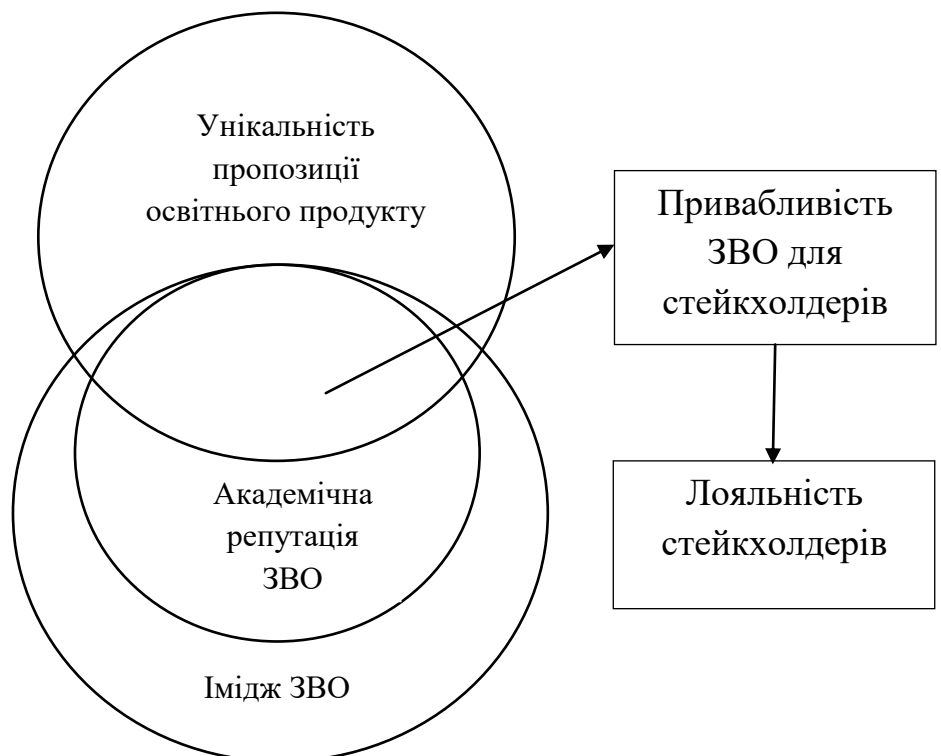 Унікальність
пропозиції
освітнього продукту
Привабливість
ЗВО для
стейкхолдерів
Академічна
репутація
ЗВО
Лояльність
стейкхолдерів
Імідж ЗВО